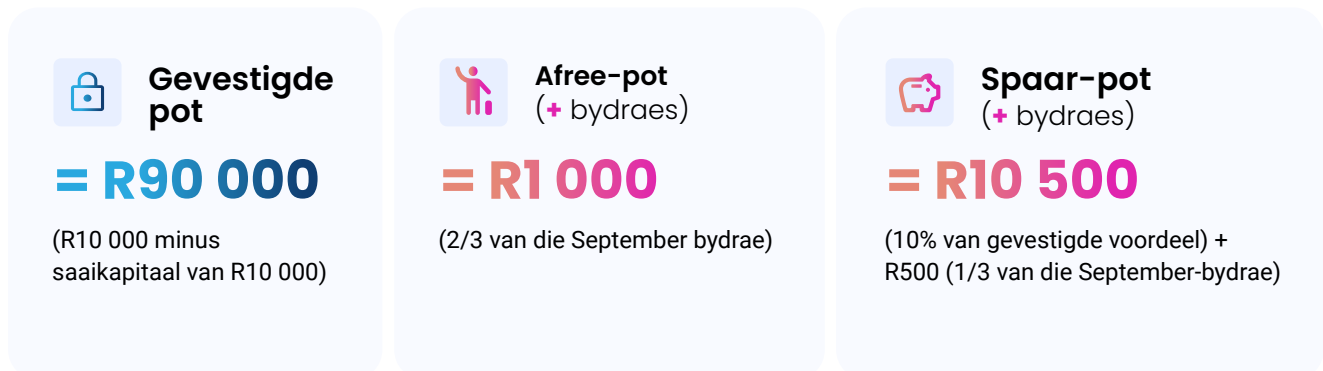 Gevestigde
pot
= R90 000
(R10 000 minus
saaikapitaal van R10 000)
Afree-pot
(+ bydraes)
= R1 000
(2/3 van die September bydrae)
Spaar-pot
(+ bydraes)
= R10 500
(10% van gevestigde voordeel) +
R500 (1/3 van die September-bydrae)